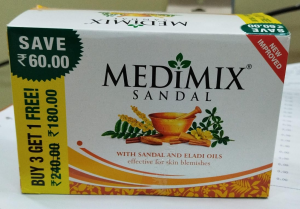 SAVE
₹60.00
BUY 3 GET 1 FREE!
₹240.00 ₹180.00
NEW
IMPROVED
MEDiMIX®
SANDAL
WITH SANDAL AND ELADI OILS
effective for skin blemishes